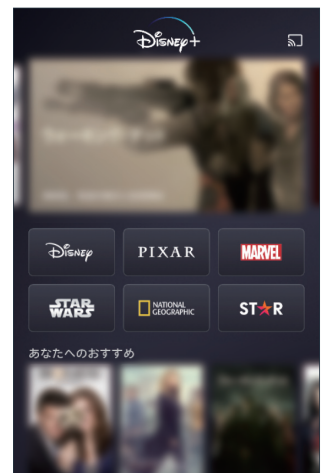 Disney+
Disney
PIXAR
MARVEL
STAR WARS
NATIONAL GEOGRAPHIC
STAR
あなたへのおすすめ